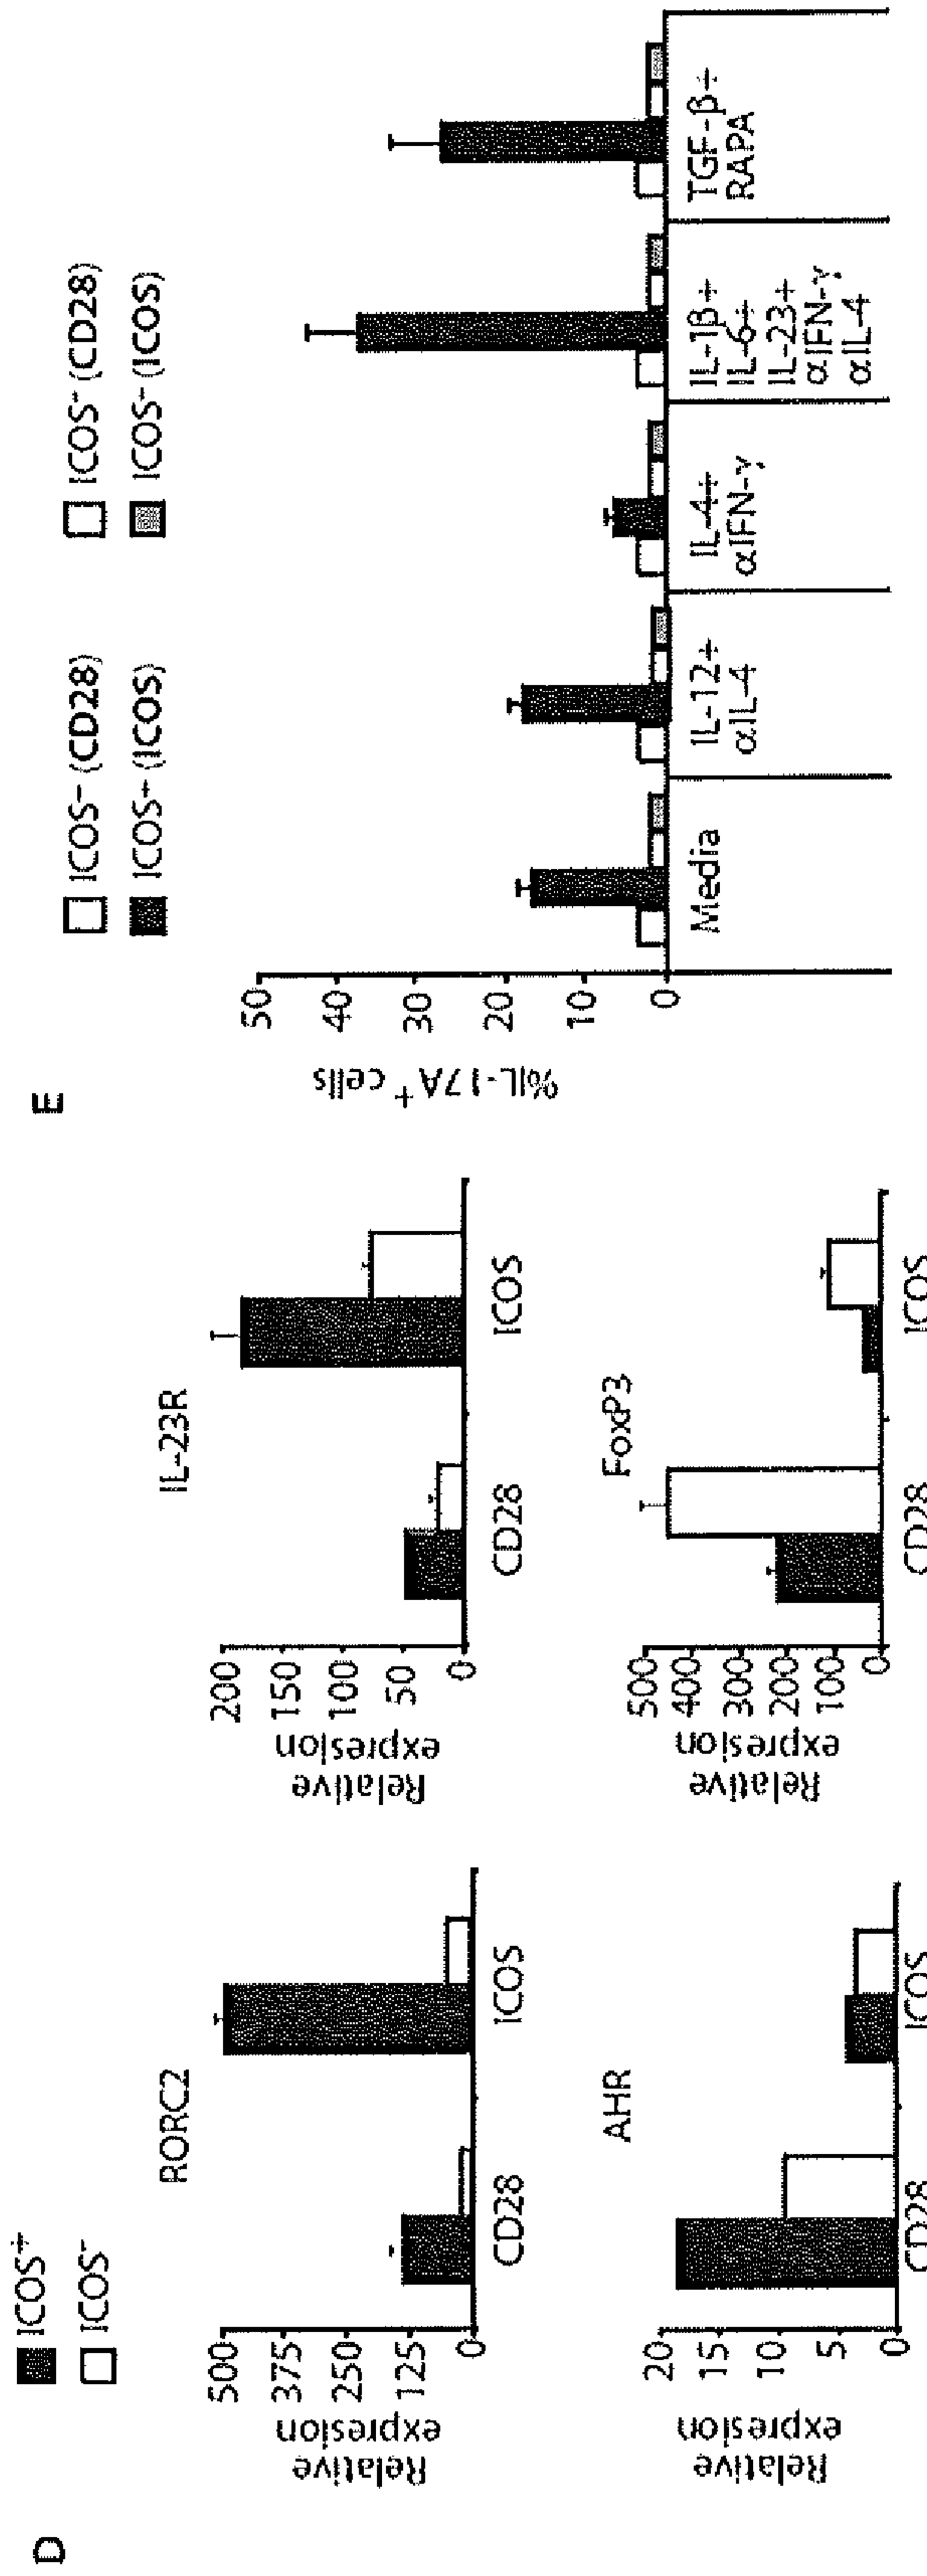 D
ICOS+
ICOS-
RORC2
Relative
expresion
500
375
250
125
0
CD28
ICOS
IL-23R
Relative
expresion
200
150
100
50
0
CD28
ICOS
AHR
Relative
expresion
20
15
10
5
0
CD28
ICOS
FoxP3
Relative
expresion
500
400
300
200
100
0
CD28
ICOS
E
ICOS- (CD28)
ICOS- (CD28)
ICOS+ (ICOS)
ICOS- (ICOS)
%IL-17A+ cells
50
40
30
20
10
0
Media
IL-12+
αIL-4
IL-4+
αIFN-γ
IL-1β+
IL-6+
IL-23+
αIFN-γ
αIL-4
TGF-β+
RAPA